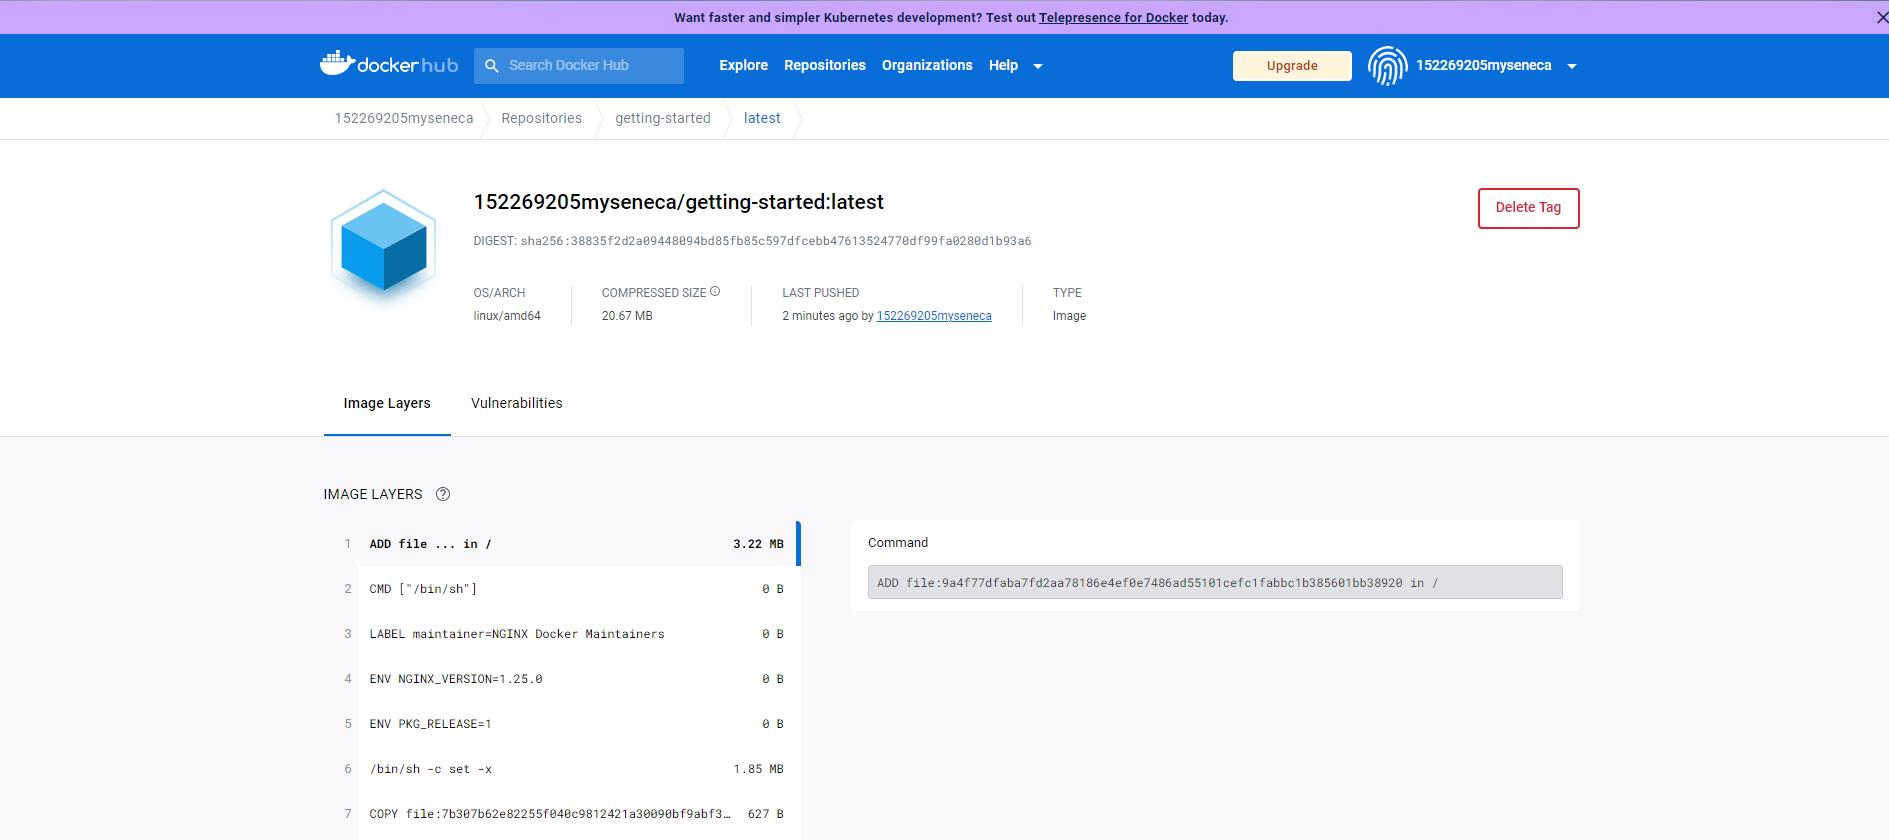 Want faster and simpler Kubernetes development? Test out Telepresence for Docker today.
docker hub
Search Docker Hub
Explore Repositories Organizations Help
Upgrade
152269205myseneca
152269205myseneca Repositories getting-started latest
152269205myseneca/getting-started:latest
Delete Tag
DIGEST: sha256:38835f2d2a09448094bd85fb85c597dfcebb47613524770df99fa0280d1b93a6
OS/ARCH COMPRESSED SIZE LAST PUSHED TYPE
linux/amd64 20.67 MB 2 minutes ago by 152269205myseneca Image
Image Layers Vulnerabilities
IMAGE LAYERS ?
1 ADD file ... in / 3.22 MB
2 CMD ["/bin/sh"] 0 B
3 LABEL maintainer=NGINX Docker Maintainers 0 B
4 ENV NGINX_VERSION=1.25.0 0 B
5 ENV PKG_RELEASE=1 0 B
6 /bin/sh -c set -x 1.85 MB
7 COPY file:7b307b62e82255f040c9812421a30090bf9abf3… 627 B
Command
ADD file:9a4f77dfaba7fd2aa78186e4ef0e7486ad55101cefc1fabbc1b385601bb38920 in /